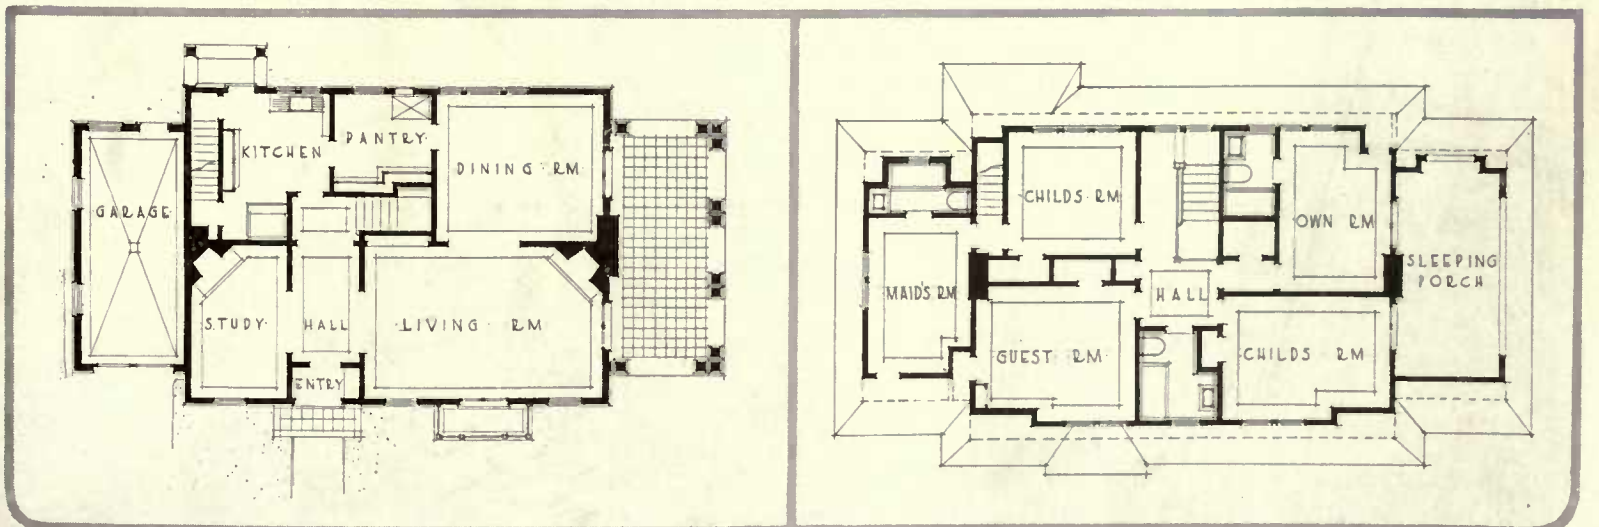 KITCHEN
PANTRY
DINING RM
GARAGE
STUDY
HALL
LIVING RM
ENTRY
CHILDS RM
OWN RM
SLEEPING
PORCH
MAID'S RM
HALL
GUEST RM
CHILDS RM